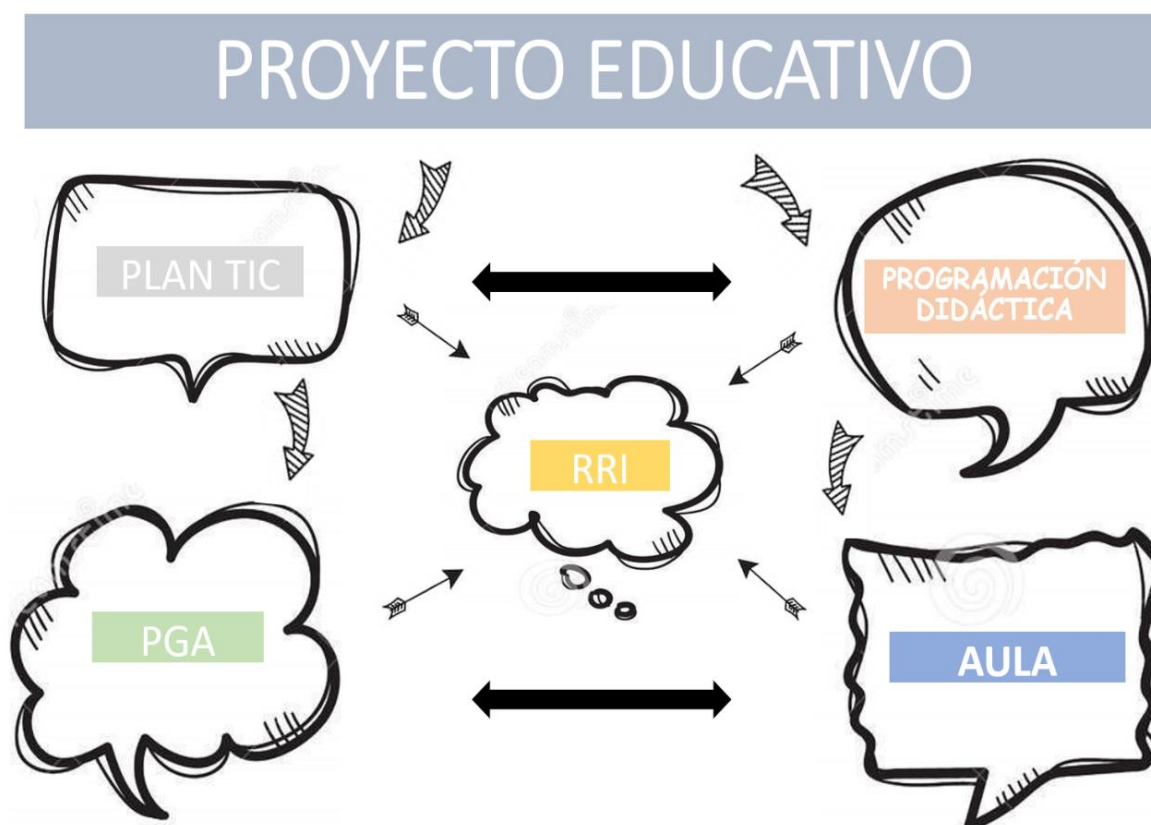 PROYECTO EDUCATIVO
PLAN TIC
PROGRAMACIÓN
DIDÁCTICA
RRI
PGA
AULA